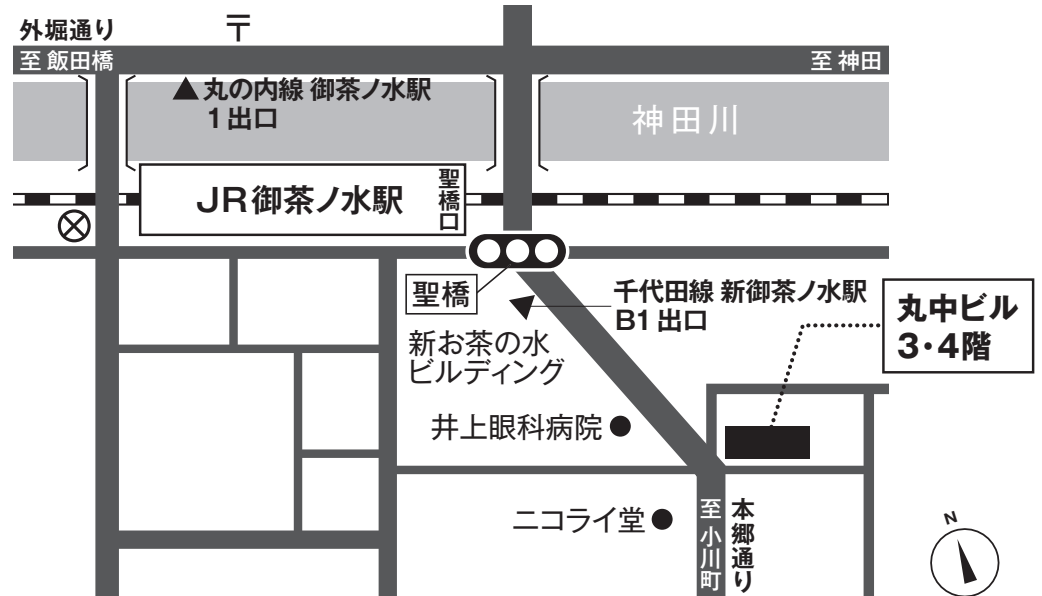 外堀通り
〒
至 飯田橋
至 神田
▲丸の内線 御茶ノ水駅
1出口
神田川
JR御茶ノ水駅
聖橋口
聖橋
千代田線 新御茶ノ水駅
B1出口
丸中ビル
3・4階
新お茶の水
ビルディング
井上眼科病院●
ニコライ堂●
至 小川町
本郷通り
N